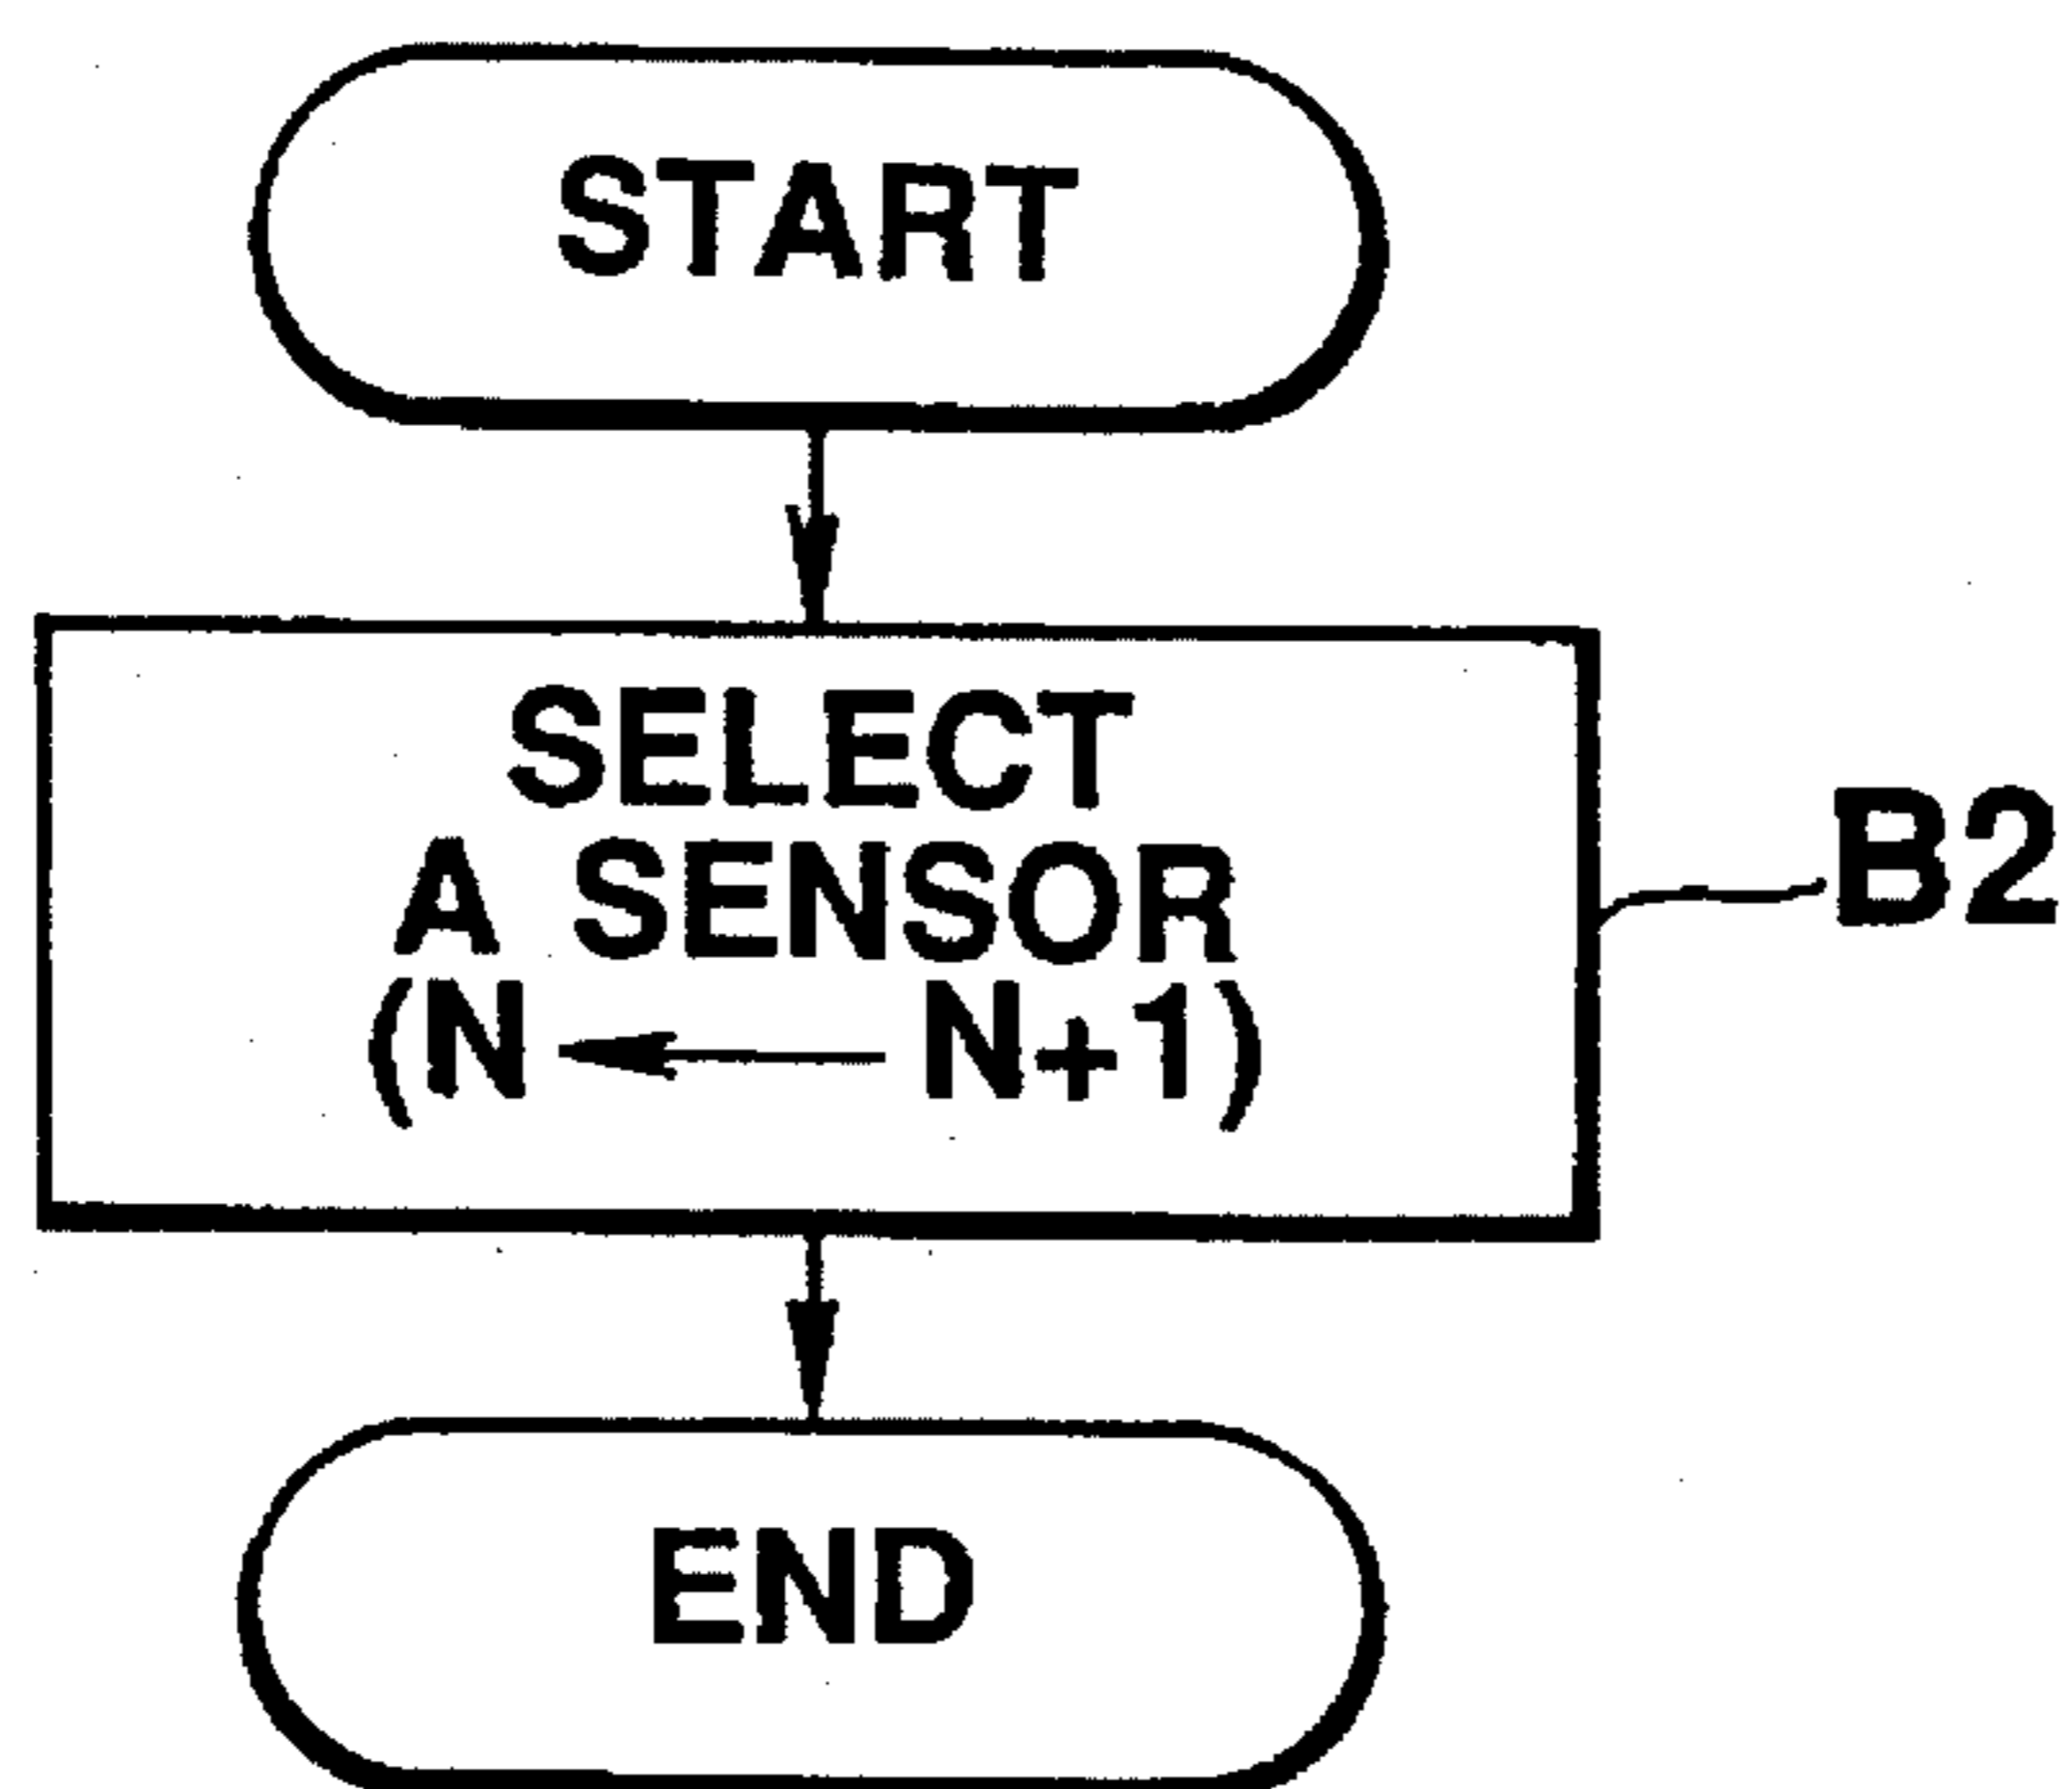 START
SELECT
A SENSOR
(N ← N+1)
B2
END